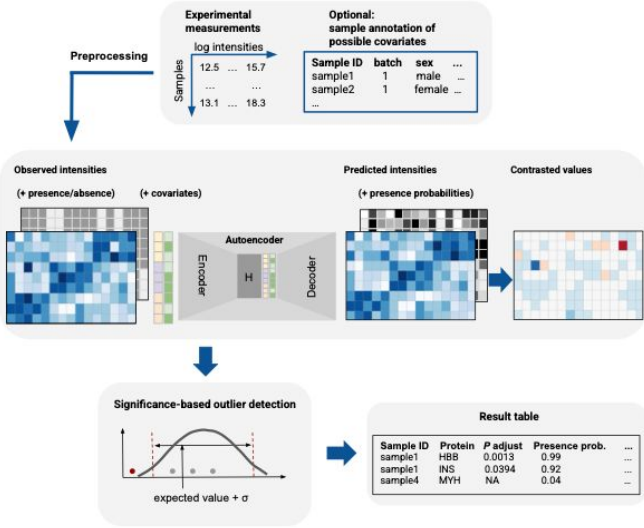 Experimental
measurements
log intensities
Samples
12.5 ... 15.7
... ...
13.1 ... 18.3
Optional:
sample annotation of
possible covariates
Sample ID batch sex ...
sample1 1 male ...
sample2 1 female ...
...
Preprocessing
Observed intensities
(+ presence/absence)
(+ covariates)
Autoencoder
Encoder
H
Decoder
Predicted intensities
(+ presence probabilities)
Contrasted values
Significance-based outlier detection
expected value + σ
Result table
Sample ID Protein P adjust Presence prob. ...
sample1 HBB 0.0013 0.99 ...
sample1 INS 0.0394 0.92 ...
sample4 MYH NA 0.04 ...